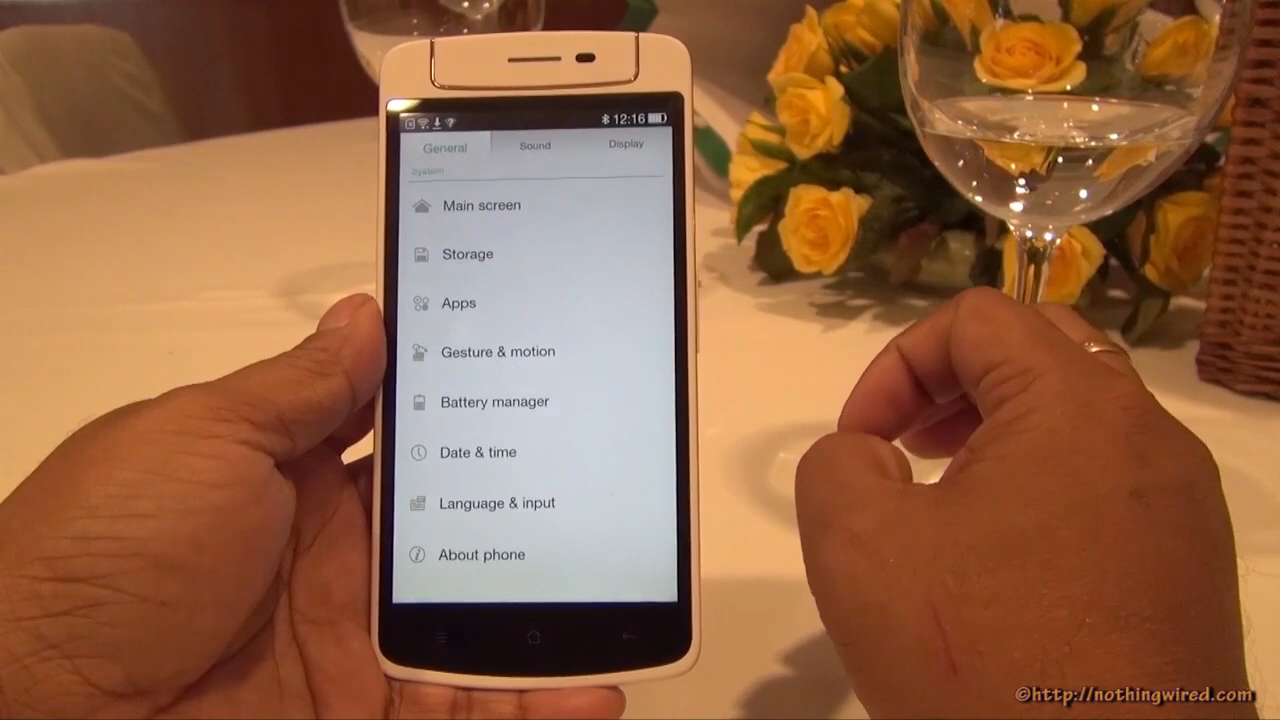 12:16
General Sound Display
System
Main screen
Storage
Apps
Gesture & motion
Battery manager
Date & time
Language & input
About phone
©http://nothingwired.com